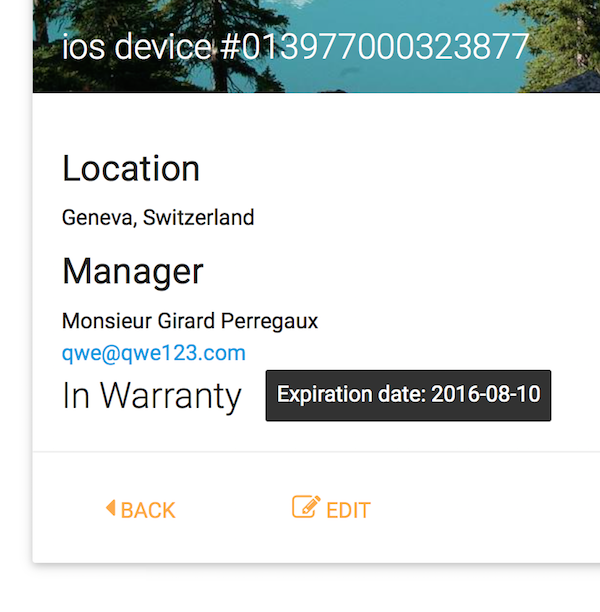 ios device #013977000323877
Location
Geneva, Switzerland
Manager
Monsieur Girard Perregaux
qwe@qwe123.com
In Warranty
Expiration date: 2016-08-10
BACK
EDIT